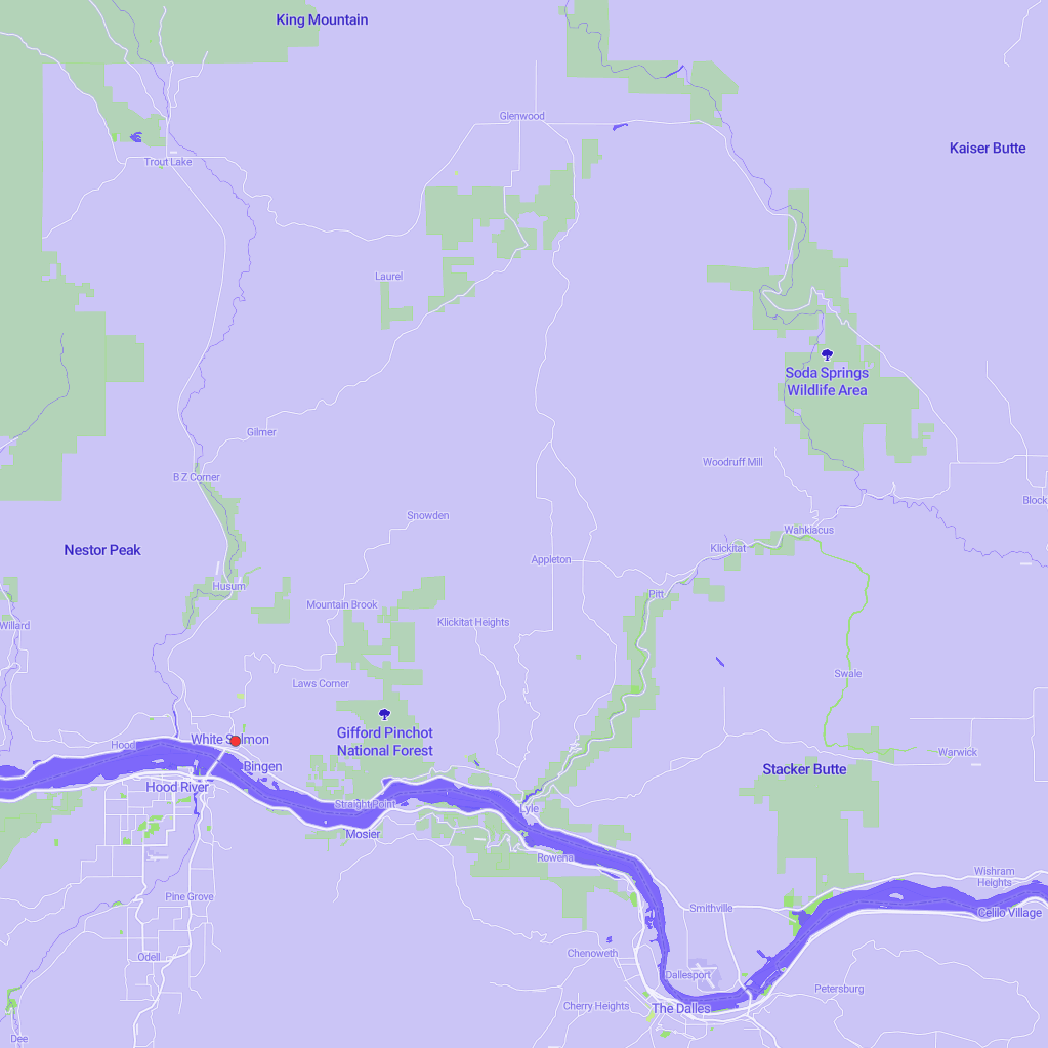 King Mountain
Glenwood
Kaiser Butte
Trout Lake
Laurel
Soda Springs
Wildlife Area
Gilmer
Woodruff Mill
B Z Corner
Block
Snowden
Wahkiacus
Nestor Peak
Klickitat
Appleton
Husum
Pitt
Mountain Brook
Willard
Klickitat Heights
Swale
Laws Corner
Gifford Pinchot
National Forest
White Salmon
Hood
Warwick
Bingen
Stacker Butte
Hood River
Straight Point
Lyle
Mosier
Rowena
Wishram
Heights
Pine Grove
Smithville
Celilo Village
Chenoweth
Odell
Dallesport
Petersburg
Cherry Heights
The Dalles
Dee